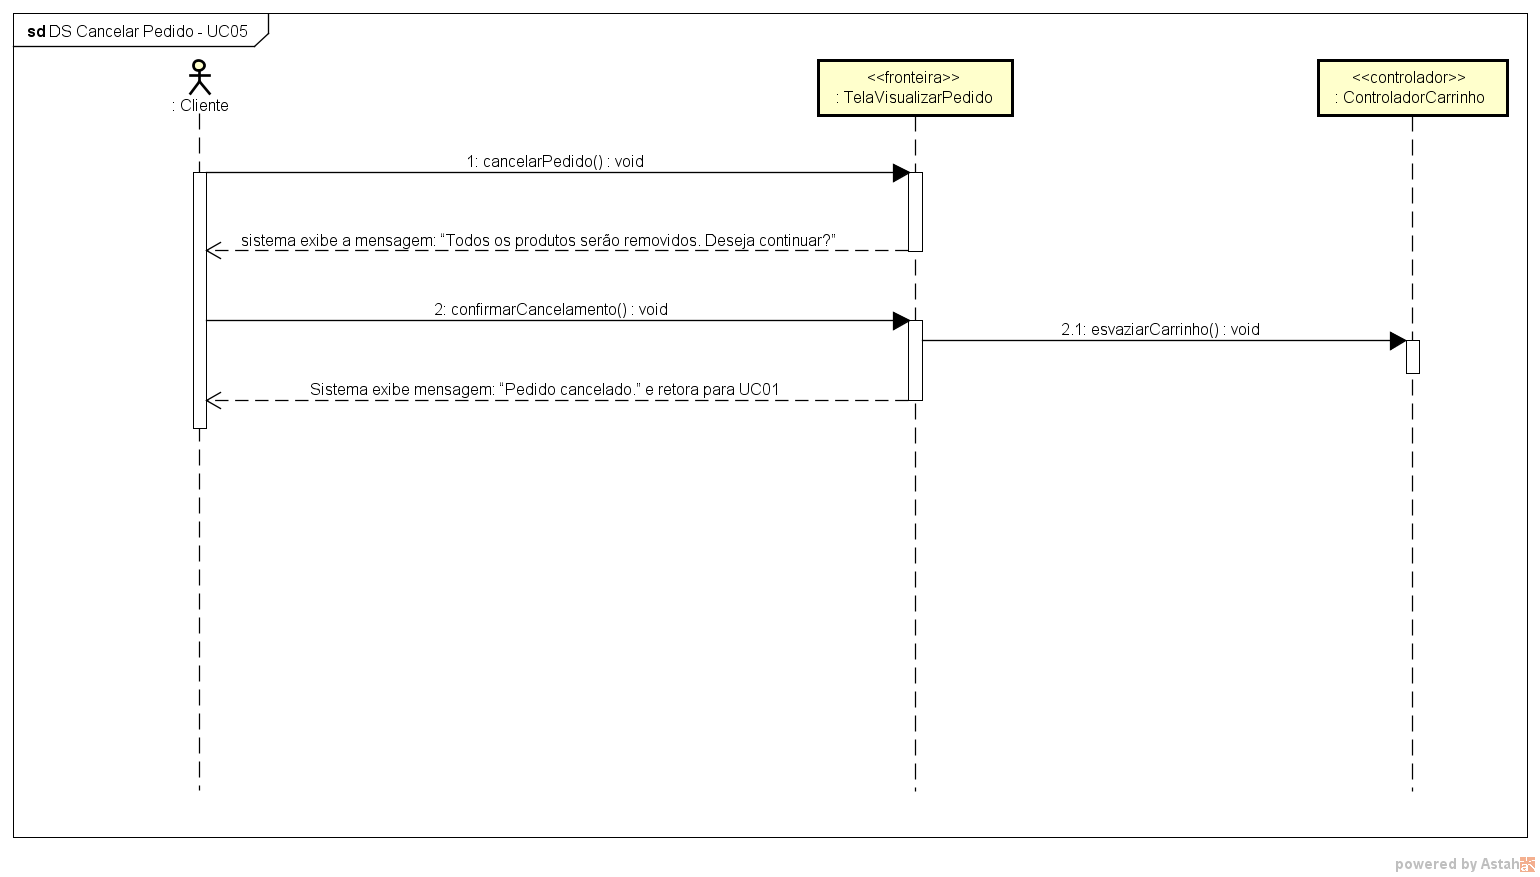 sd DS Cancelar Pedido - UC05
: Cliente
<<fronteira>>
: TelaVisualizarPedido
<<controlador>>
: ControladorCarrinho
1: cancelarPedido() : void
sistema exibe a mensagem: “Todos os produtos serão removidos. Deseja continuar?”
2: confirmarCancelamento() : void
2.1: esvaziarCarrinho() : void
Sistema exibe mensagem: “Pedido cancelado.” e retora para UC01
powered by Astah